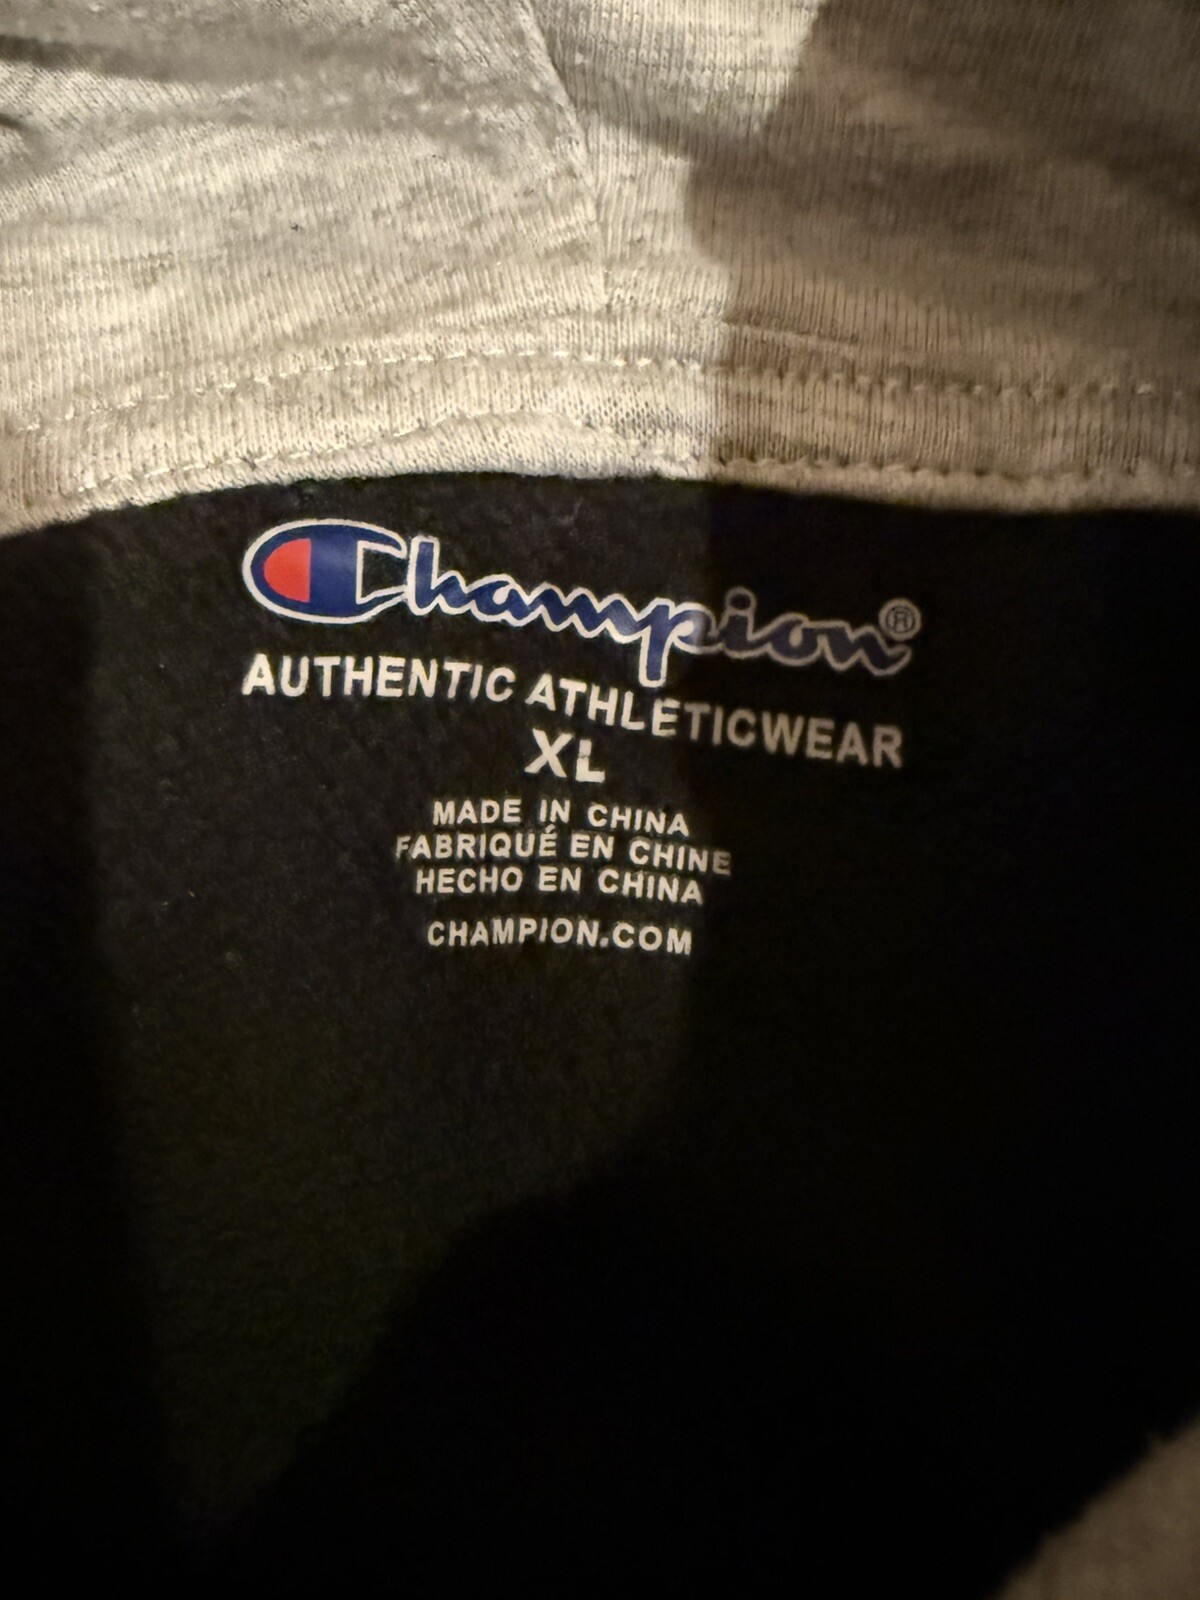 Champion®
AUTHENTIC ATHLETICWEAR
XL
MADE IN CHINA
FABRIQUÉ EN CHINE
HECHO EN CHINA
CHAMPION.COM